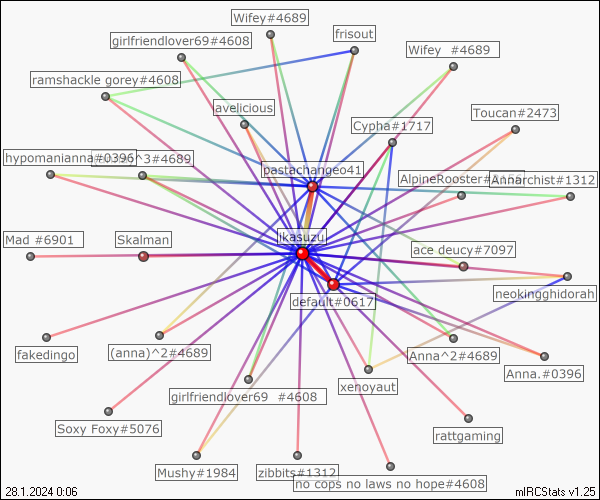 Wifey#4689
frisout
girlfriendlover69#4608
Wifey  #4689
ramshackle gorey#4608
avelicious
Toucan#2473
Cypha#1717
hypomanianna#0396
^3#4689
pastachangeo41
AlpineRooster#
Annarchist#1312
Mad #6901
Skalman
ikasuzu
ace deucy#7097
default#0617
neokingghidorah
fakedingo
(anna)^2#4689
Anna^2#4689
Anna.#0396
xenoyaut
girlfriendlover69  #4608
Soxy Foxy#5076
rattgaming
Mushy#1984
zibbits#1312
no cops no laws no hope#4608
28.1.2024 0:06
mIRCStats v1.25